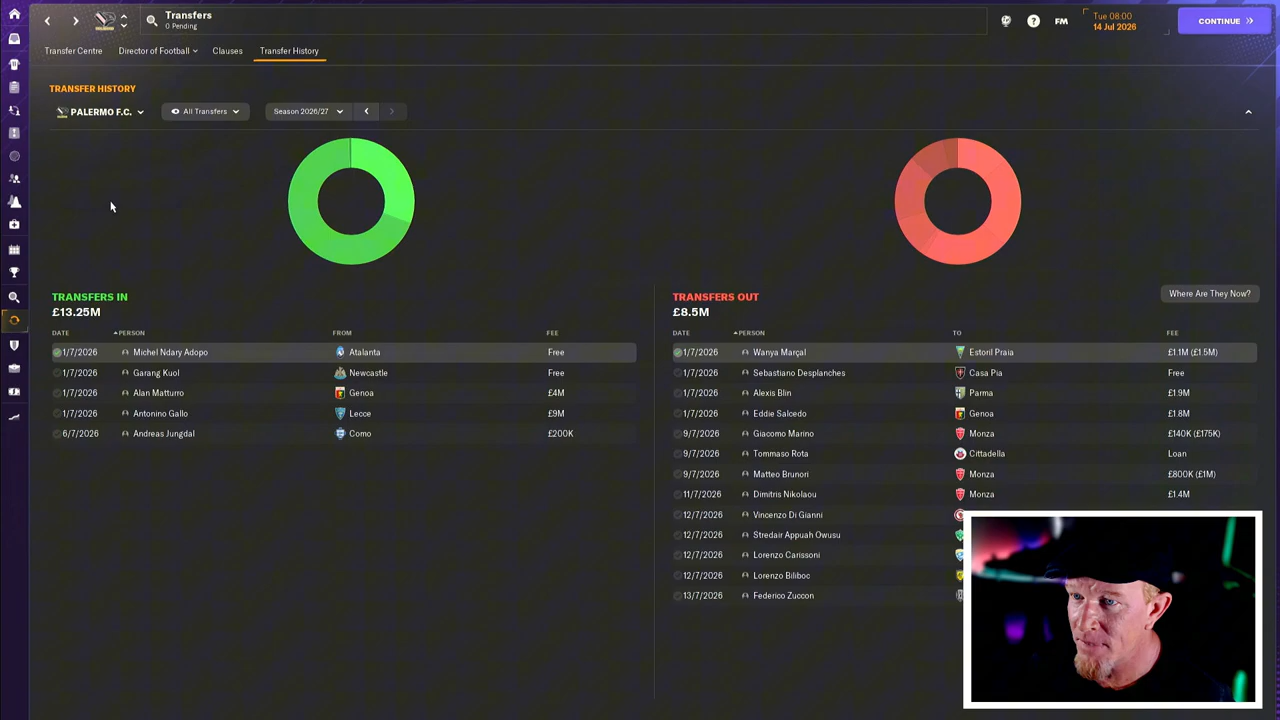 Transfers
0 Pending
FM
Tue 08:00
14 Jul 2026
CONTINUE
Transfer Centre
Director of Football
Clauses
Transfer History
TRANSFER HISTORY
PALERMO F.C.
All Transfers
Season 2026/27
TRANSFERS IN
£13.25M
DATE PERSON FROM FEE
1/7/2026 Michel Ndary Adopo Atalanta Free
1/7/2026 Garang Kuol Newcastle Free
1/7/2026 Alan Matturro Genoa £4M
1/7/2026 Antonino Gallo Lecce £9M
6/7/2026 Andreas Jungdal Como £200K
TRANSFERS OUT
£8.5M
Where Are They Now?
DATE PERSON TO FEE
1/7/2026 Wanya Marçal Estoril Praia £1.1M (£1.5M)
1/7/2026 Sebastiano Desplanches Casa Pia Free
1/7/2026 Alexis Blin Parma £1.9M
1/7/2026 Eddie Salcedo Genoa £1.8M
9/7/2026 Giacomo Marino Monza £140K (£175K)
9/7/2026 Tommaso Rota Cittadella Loan
9/7/2026 Matteo Brunori Monza £800K (£1M)
11/7/2026 Dimitris Nikolaou Monza £1.4M
12/7/2026 Vincenzo Di Gianni
12/7/2026 Stredair Appuah Owusu
12/7/2026 Lorenzo Carissoni
12/7/2026 Lorenzo Biliboc
13/7/2026 Federico Zuccon